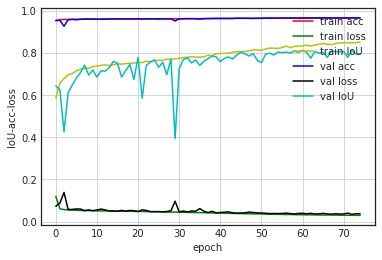 1.0
0.8
0.6
0.4
0.2
0.0
IoU-acc-loss
0
10
20
30
40
50
60
70
epoch
train acc
train loss
train IoU
val acc
val loss
val IoU